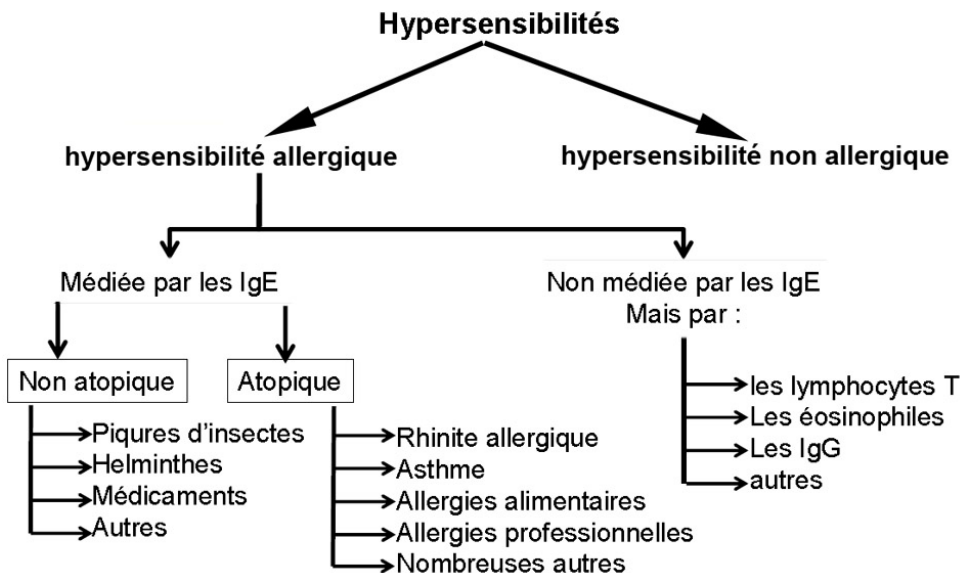 Hypersensibilités
hypersensibilité allergique
hypersensibilité non allergique
Médiée par les IgE
Non médiée par les IgE
Mais par :
Non atopique
Atopique
Piqures d'insectes
Helminthes
Médicaments
Autres
Rhinite allergique
Asthme
Allergies alimentaires
Allergies professionnelles
Nombreuses autres
les lymphocytes T
Les éosinophiles
Les IgG
autres